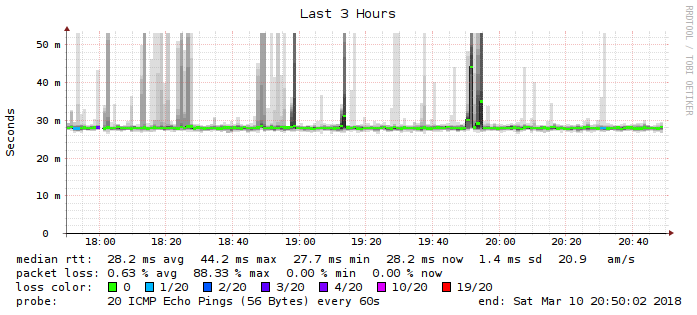 Last 3 Hours
RRDTOOL / TOBI OETIKER
Seconds
50 m
40 m
30 m
20 m
10 m
0
18:00 18:20 18:40 19:00 19:20 19:40 20:00 20:20 20:40
median rtt: 28.2 ms avg 44.2 ms max 27.7 ms min 28.2 ms now 1.4 ms sd 20.9 am/s
packet loss: 0.63 % avg 88.33 % max 0.00 % min 0.00 % now
loss color: 0 1/20 2/20 3/20 4/20 10/20 19/20
probe: 20 ICMP Echo Pings (56 Bytes) every 60s end: Sat Mar 10 20:50:02 2018